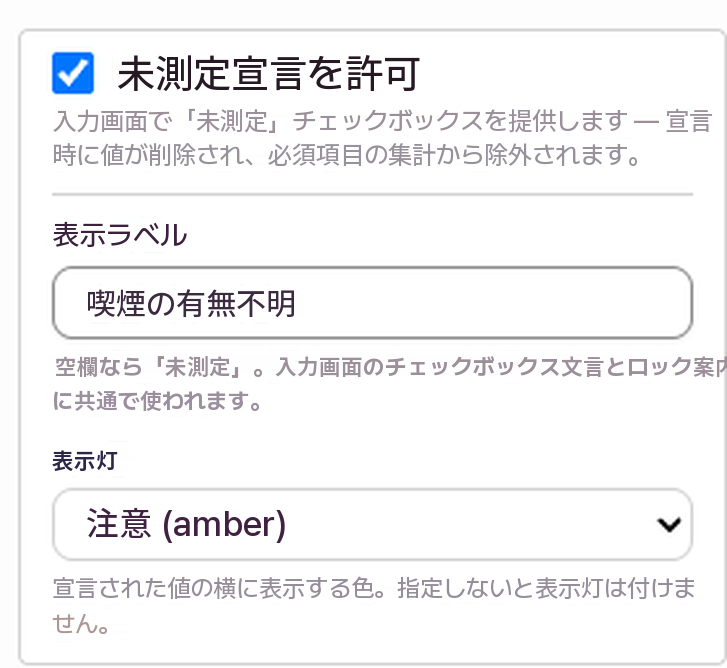 未測定宣言を許可
入力画面で「未測定」チェックボックスを提供します — 宣言
時に値が削除され、必須項目の集計から除外されます。
表示ラベル
喫煙の有無不明
空欄なら「未測定」。入力画面のチェックボックス文言とロック案内
に共通で使われます。
表示灯
注意 (amber)
宣言された値の横に表示する色。指定しないと表示灯は付けま
せん。